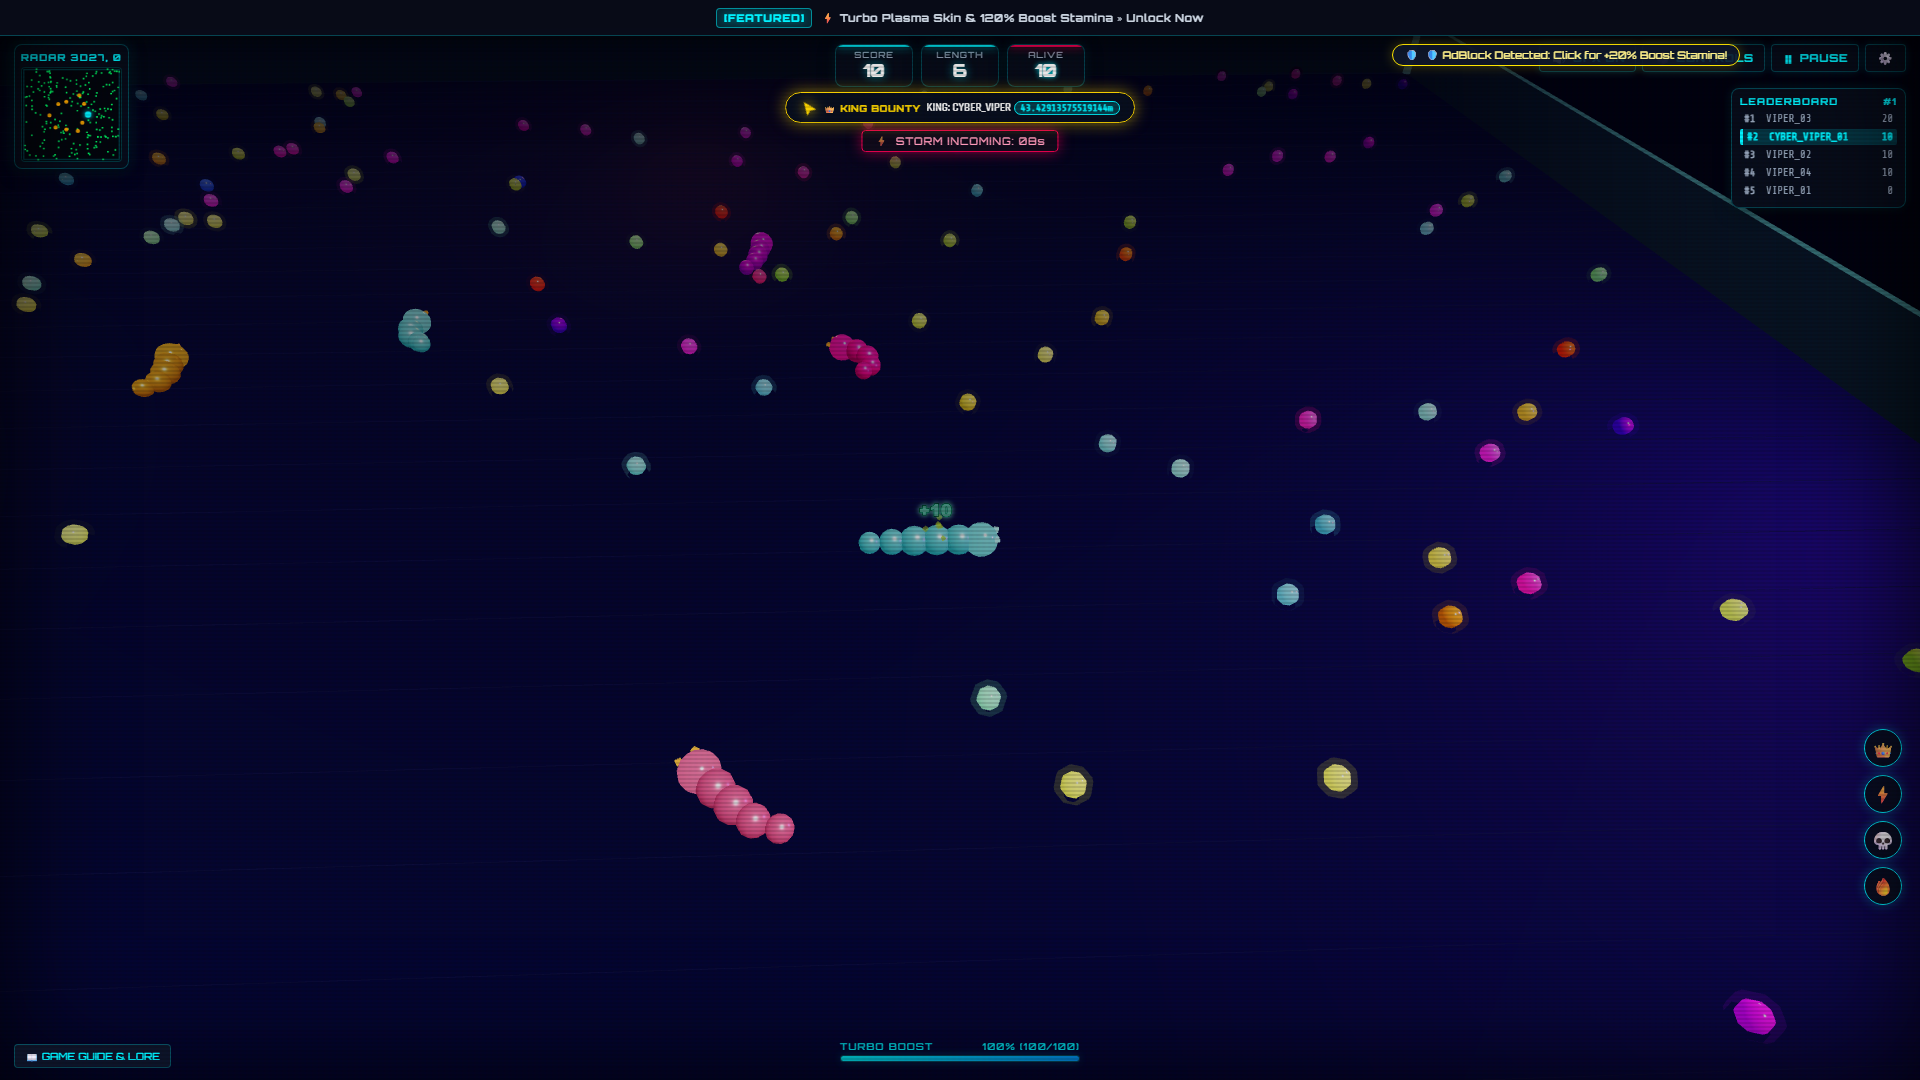 [FEATURED] Turbo Plasma Skin & 120% Boost Stamina » Unlock Now
RADAR 3027, 0
SCORE
10
LENGTH
6
ALIVE
10
AdBlock Detected: Click for +20% Boost Stamina!
LS
PAUSE
KING BOUNTY KING: CYBER_VIPER 43.42913575519144m
STORM INCOMING: 08s
LEADERBOARD #1
#1 VIPER_03 20
#2 CYBER_VIPER_01 10
#3 VIPER_02 10
#4 VIPER_04 10
#5 VIPER_01 0
+10
GAME GUIDE & LORE
TURBO BOOST 100% (100/100)